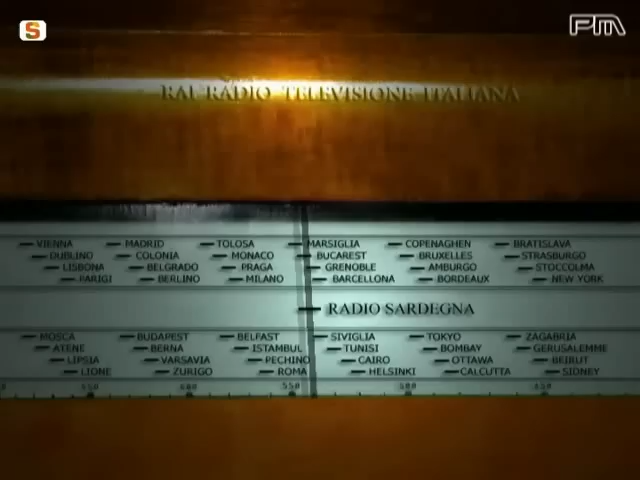 S
PM
RAI RADIO TELEVISIONE ITALIANA
VIENNA MADRID TOLOSA MARSIGLIA COPENAGHEN BRATISLAVA
DUBLINO COLONIA MONACO BUCAREST BRUXELLES STRASBURGO
LISBONA BELGRADO PRAGA GRENOBLE AMBURGO STOCCOLMA
PARIGI BERLINO MILANO BARCELLONA BORDEAUX NEW YORK
RADIO SARDEGNA
MOSCA BUDAPEST BELFAST SIVIGLIA TOKYO ZAGABRIA
ATENE BERNA ISTAMBUL TUNISI BOMBAY GERUSALEMME
LIPSIA VARSAVIA PECHINO CAIRO OTTAWA BEIRUT
LIONE ZURIGO ROMA HELSINKI CALCUTTA SIDNEY
650 600 550 500 450